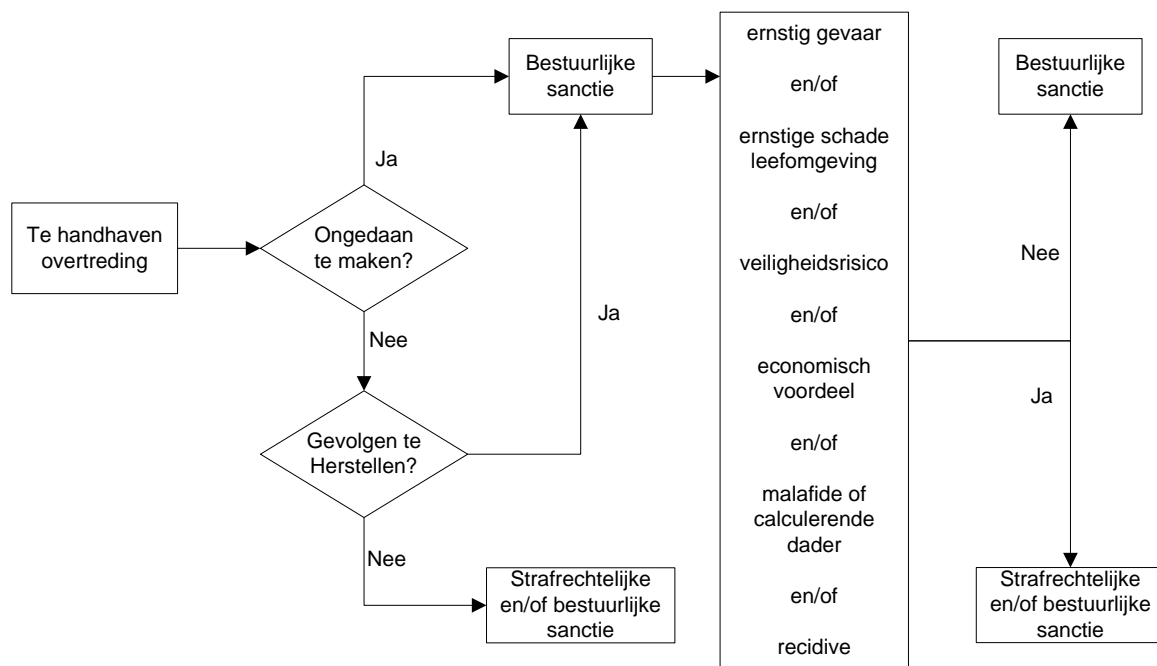 Te handhaven
overtreding
Ongedaan
te maken?
Ja
Nee
Gevolgen te
Herstellen?
Ja
Nee
Bestuurlijke
sanctie
Strafrechtelijke
en/of bestuurlijke
sanctie
ernstig gevaar
en/of
ernstige schade
leefomgeving
en/of
veiligheidsrisico
en/of
economisch
voordeel
en/of
malafide of
calculerende
dader
en/of
recidive
Nee
Bestuurlijke
sanctie
Ja
Strafrechtelijke
en/of bestuurlijke
sanctie